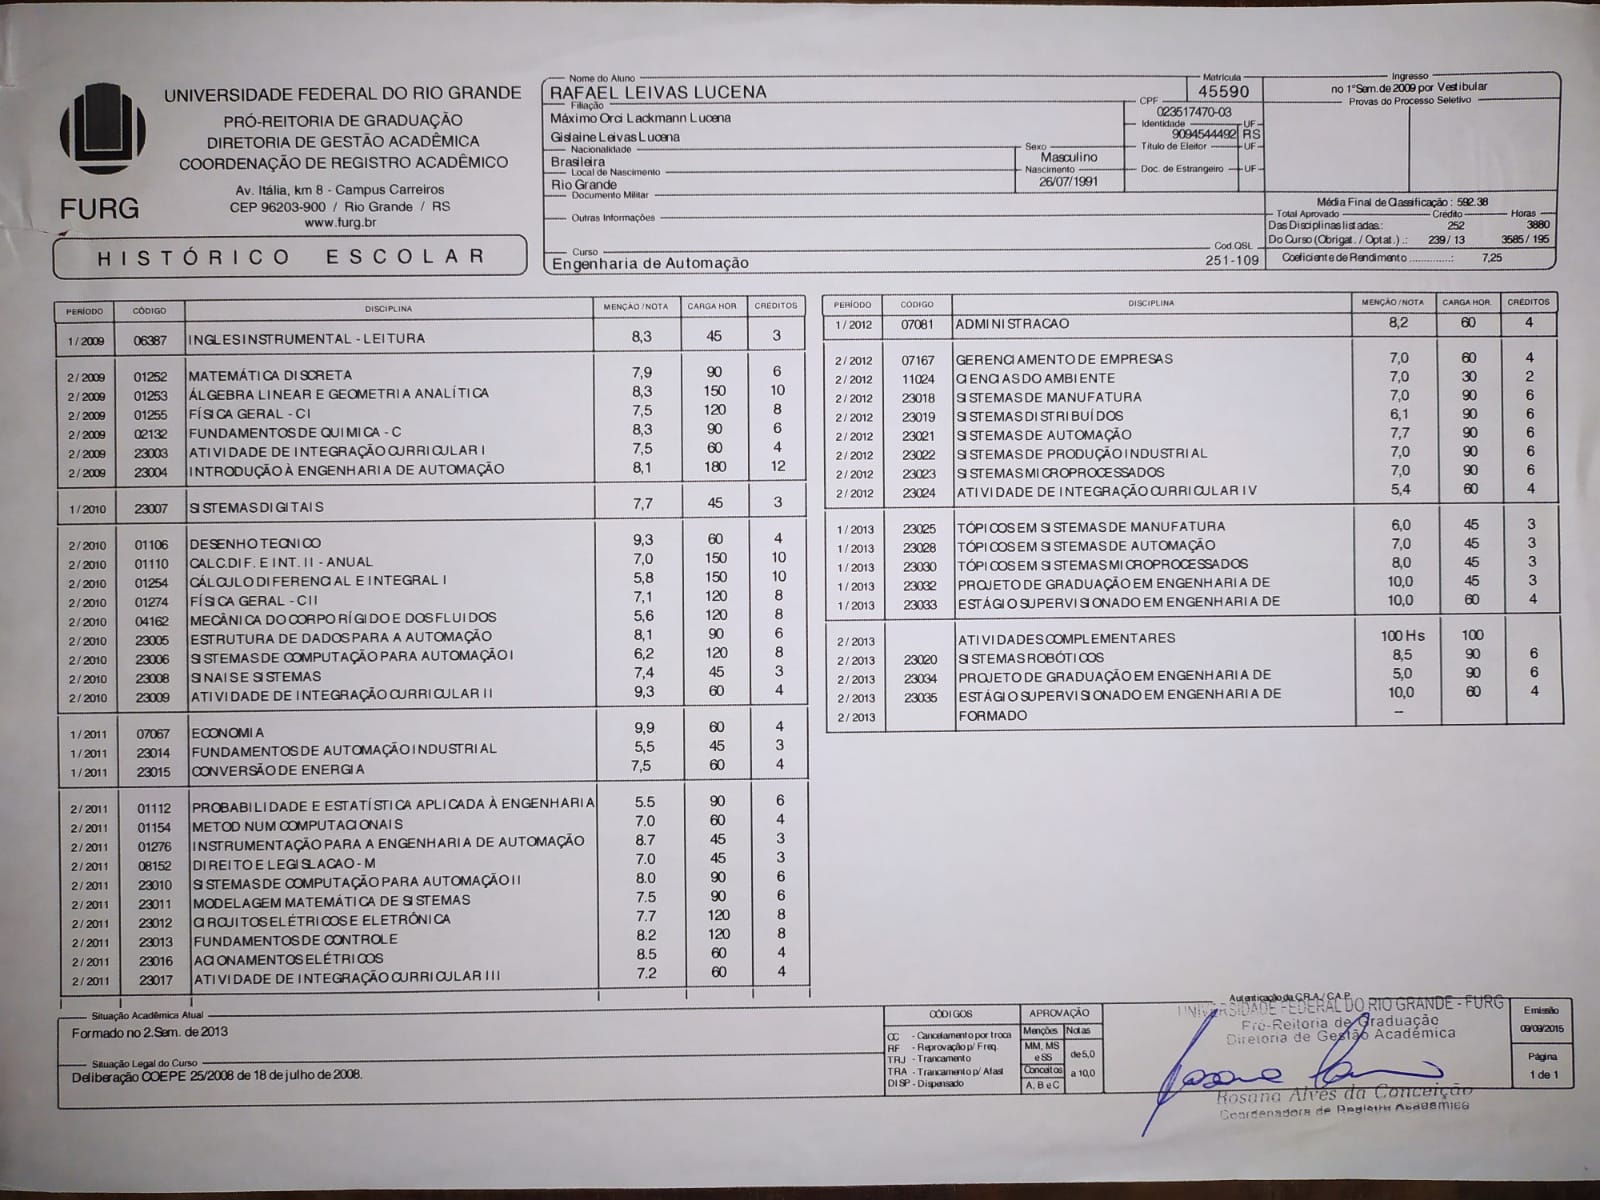 UNIVERSIDADE FEDERAL DO RIO GRANDE
PRÓ-REITORIA DE GRADUAÇÃO
DIRETORIA DE GESTÃO ACADÊMICA
COORDENAÇÃO DE REGISTRO ACADÊMICO
Av. Itália, km 8 - Campus Carreiros
CEP 96203-900 / Rio Grande / RS
www.furg.br
FURG
HISTÓRICO ESCOLAR
Nome do Aluno
RAFAEL LEIVAS LUCENA
Matrícula
45590
Filiação
Máximo Orci Lackmann Lucena
Gislaine Leivas Lucena
CPF
023517470-03
Identidade UF
9094544492 RS
Nacionalidade
Brasileira
Sexo
Masculino
Título de Eleitor UF
Local de Nascimento
Rio Grande
Nascimento
26/07/1991
Doc. de Estrangeiro UF
Documento Militar
Outras Informações
Curso
Engenharia de Automação
Cod. QSL
251-109
Ingresso
no 1ºSem. de 2009 por Vestibular
Provas do Processo Seletivo
Média Final de Classificação : 592.38
Total Aprovado Crédito Horas
Das Disciplinas listadas: 252 3880
Do Curso (Obrigat. / Optat.) .: 239/ 13 3585/ 195
Coeficiente de Rendimento ..............: 7,25
PERÍODO CÓDIGO DISCIPLINA MENÇÃO/NOTA CARGA HOR. CRÉDITOS
1/2009 06387 INGLES INSTRUMENTAL - LEITURA 8,3 45 3
2/2009 01252 MATEMÁTICA DISCRETA 7,9 90 6
2/2009 01253 ÁLGEBRA LINEAR E GEOMETRIA ANALÍTICA 8,3 150 10
2/2009 01255 FÍSICA GERAL - CI 7,5 120 8
2/2009 02132 FUNDAMENTOS DE QUIMICA - C 8,3 90 6
2/2009 23003 ATIVIDADE DE INTEGRAÇÃO CURRICULAR I 7,5 60 4
2/2009 23004 INTRODUÇÃO À ENGENHARIA DE AUTOMAÇÃO 8,1 180 12
1/2010 23007 SISTEMAS DIGITAIS 7,7 45 3
2/2010 01106 DESENHO TECNICO 9,3 60 4
2/2010 01110 CALC.DIF. E INT. II - ANUAL 7,0 150 10
2/2010 01254 CÁLCULO DIFERENCIAL E INTEGRAL I 5,8 150 10
2/2010 01274 FÍSICA GERAL - CII 7,1 120 8
2/2010 04162 MECÂNICA DO CORPO RÍGIDO E DOS FLUIDOS 5,6 120 8
2/2010 23005 ESTRUTURA DE DADOS PARA A AUTOMAÇÃO 8,1 90 6
2/2010 23006 SISTEMAS DE COMPUTAÇÃO PARA AUTOMAÇÃO I 6,2 120 8
2/2010 23008 SINAIS E SISTEMAS 7,4 45 3
2/2010 23009 ATIVIDADE DE INTEGRAÇÃO CURRICULAR II 9,3 60 4
1/2011 07067 ECONOMIA 9,9 60 4
1/2011 23014 FUNDAMENTOS DE AUTOMAÇÃO INDUSTRIAL 5,5 45 3
1/2011 23015 CONVERSÃO DE ENERGIA 7,5 60 4
2/2011 01112 PROBABILIDADE E ESTATÍSTICA APLICADA À ENGENHARIA 5.5 90 6
2/2011 01154 METOD NUM COMPUTACIONAIS 7.0 60 4
2/2011 01276 INSTRUMENTAÇÃO PARA A ENGENHARIA DE AUTOMAÇÃO 8.7 45 3
2/2011 08152 DIREITO E LEGISLACAO - M 7.0 45 3
2/2011 23010 SISTEMAS DE COMPUTAÇÃO PARA AUTOMAÇÃO II 8.0 90 6
2/2011 23011 MODELAGEM MATEMÁTICA DE SISTEMAS 7.5 90 6
2/2011 23012 CIRCUITOS ELÉTRICOS E ELETRÔNICA 7.7 120 8
2/2011 23013 FUNDAMENTOS DE CONTROLE 8.2 120 8
2/2011 23016 ACIONAMENTOS ELÉTRICOS 8.5 60 4
2/2011 23017 ATIVIDADE DE INTEGRAÇÃO CURRICULAR III 7.2 60 4
PERÍODO CÓDIGO DISCIPLINA MENÇÃO/NOTA CARGA HOR. CRÉDITOS
1/2012 07081 ADMINISTRACAO 8,2 60 4
2/2012 07167 GERENCIAMENTO DE EMPRESAS 7,0 60 4
2/2012 11024 CIENCIAS DO AMBIENTE 7,0 30 2
2/2012 23018 SISTEMAS DE MANUFATURA 7,0 90 6
2/2012 23019 SISTEMAS DISTRIBUÍDOS 6,1 90 6
2/2012 23021 SISTEMAS DE AUTOMAÇÃO 7,7 90 6
2/2012 23022 SISTEMAS DE PRODUÇÃO INDUSTRIAL 7,0 90 6
2/2012 23023 SISTEMAS MICROPROCESSADOS 7,0 90 6
2/2012 23024 ATIVIDADE DE INTEGRAÇÃO CURRICULAR IV 5,4 60 4
1/2013 23025 TÓPICOS EM SISTEMAS DE MANUFATURA 6,0 45 3
1/2013 23028 TÓPICOS EM SISTEMAS DE AUTOMAÇÃO 7,0 45 3
1/2013 23030 TÓPICOS EM SISTEMAS MICROPROCESSADOS 8,0 45 3
1/2013 23032 PROJETO DE GRADUAÇÃO EM ENGENHARIA DE 10,0 45 3
1/2013 23033 ESTÁGIO SUPERVISIONADO EM ENGENHARIA DE 10,0 60 4
2/2013 ATIVIDADES COMPLEMENTARES 100 Hs 100
2/2013 23020 SISTEMAS ROBÓTICOS 8,5 90 6
2/2013 23034 PROJETO DE GRADUAÇÃO EM ENGENHARIA DE 5,0 90 6
2/2013 23035 ESTÁGIO SUPERVISIONADO EM ENGENHARIA DE 10,0 60 4
2/2013 FORMADO --
Situação Acadêmica Atual
Formado no 2.Sem. de 2013
Situação Legal do Curso
Deliberação COEPE 25/2008 de 18 de julho de 2008.
CÓDIGOS
CC - Cancelamento por troca
RF - Reprovação p/ Freq.
TRJ - Trancamento
TRA - Trancamento p/ Afast
DISP - Dispensado
APROVAÇÃO
Menções Notas
MM, MS e SS de 5,0
Conceitos a 10,0
A, B e C
Autenticação da C.R.A./ C.A.P.
UNIVERSIDADE FEDERAL DO RIO GRANDE - FURG
Pró-Reitoria de Graduação
Diretoria de Gestão Acadêmica
Rosana Alves da Conceição
Coordenadora de Registro Acadêmico
Emissão
09/09/2015
Página
1 de 1